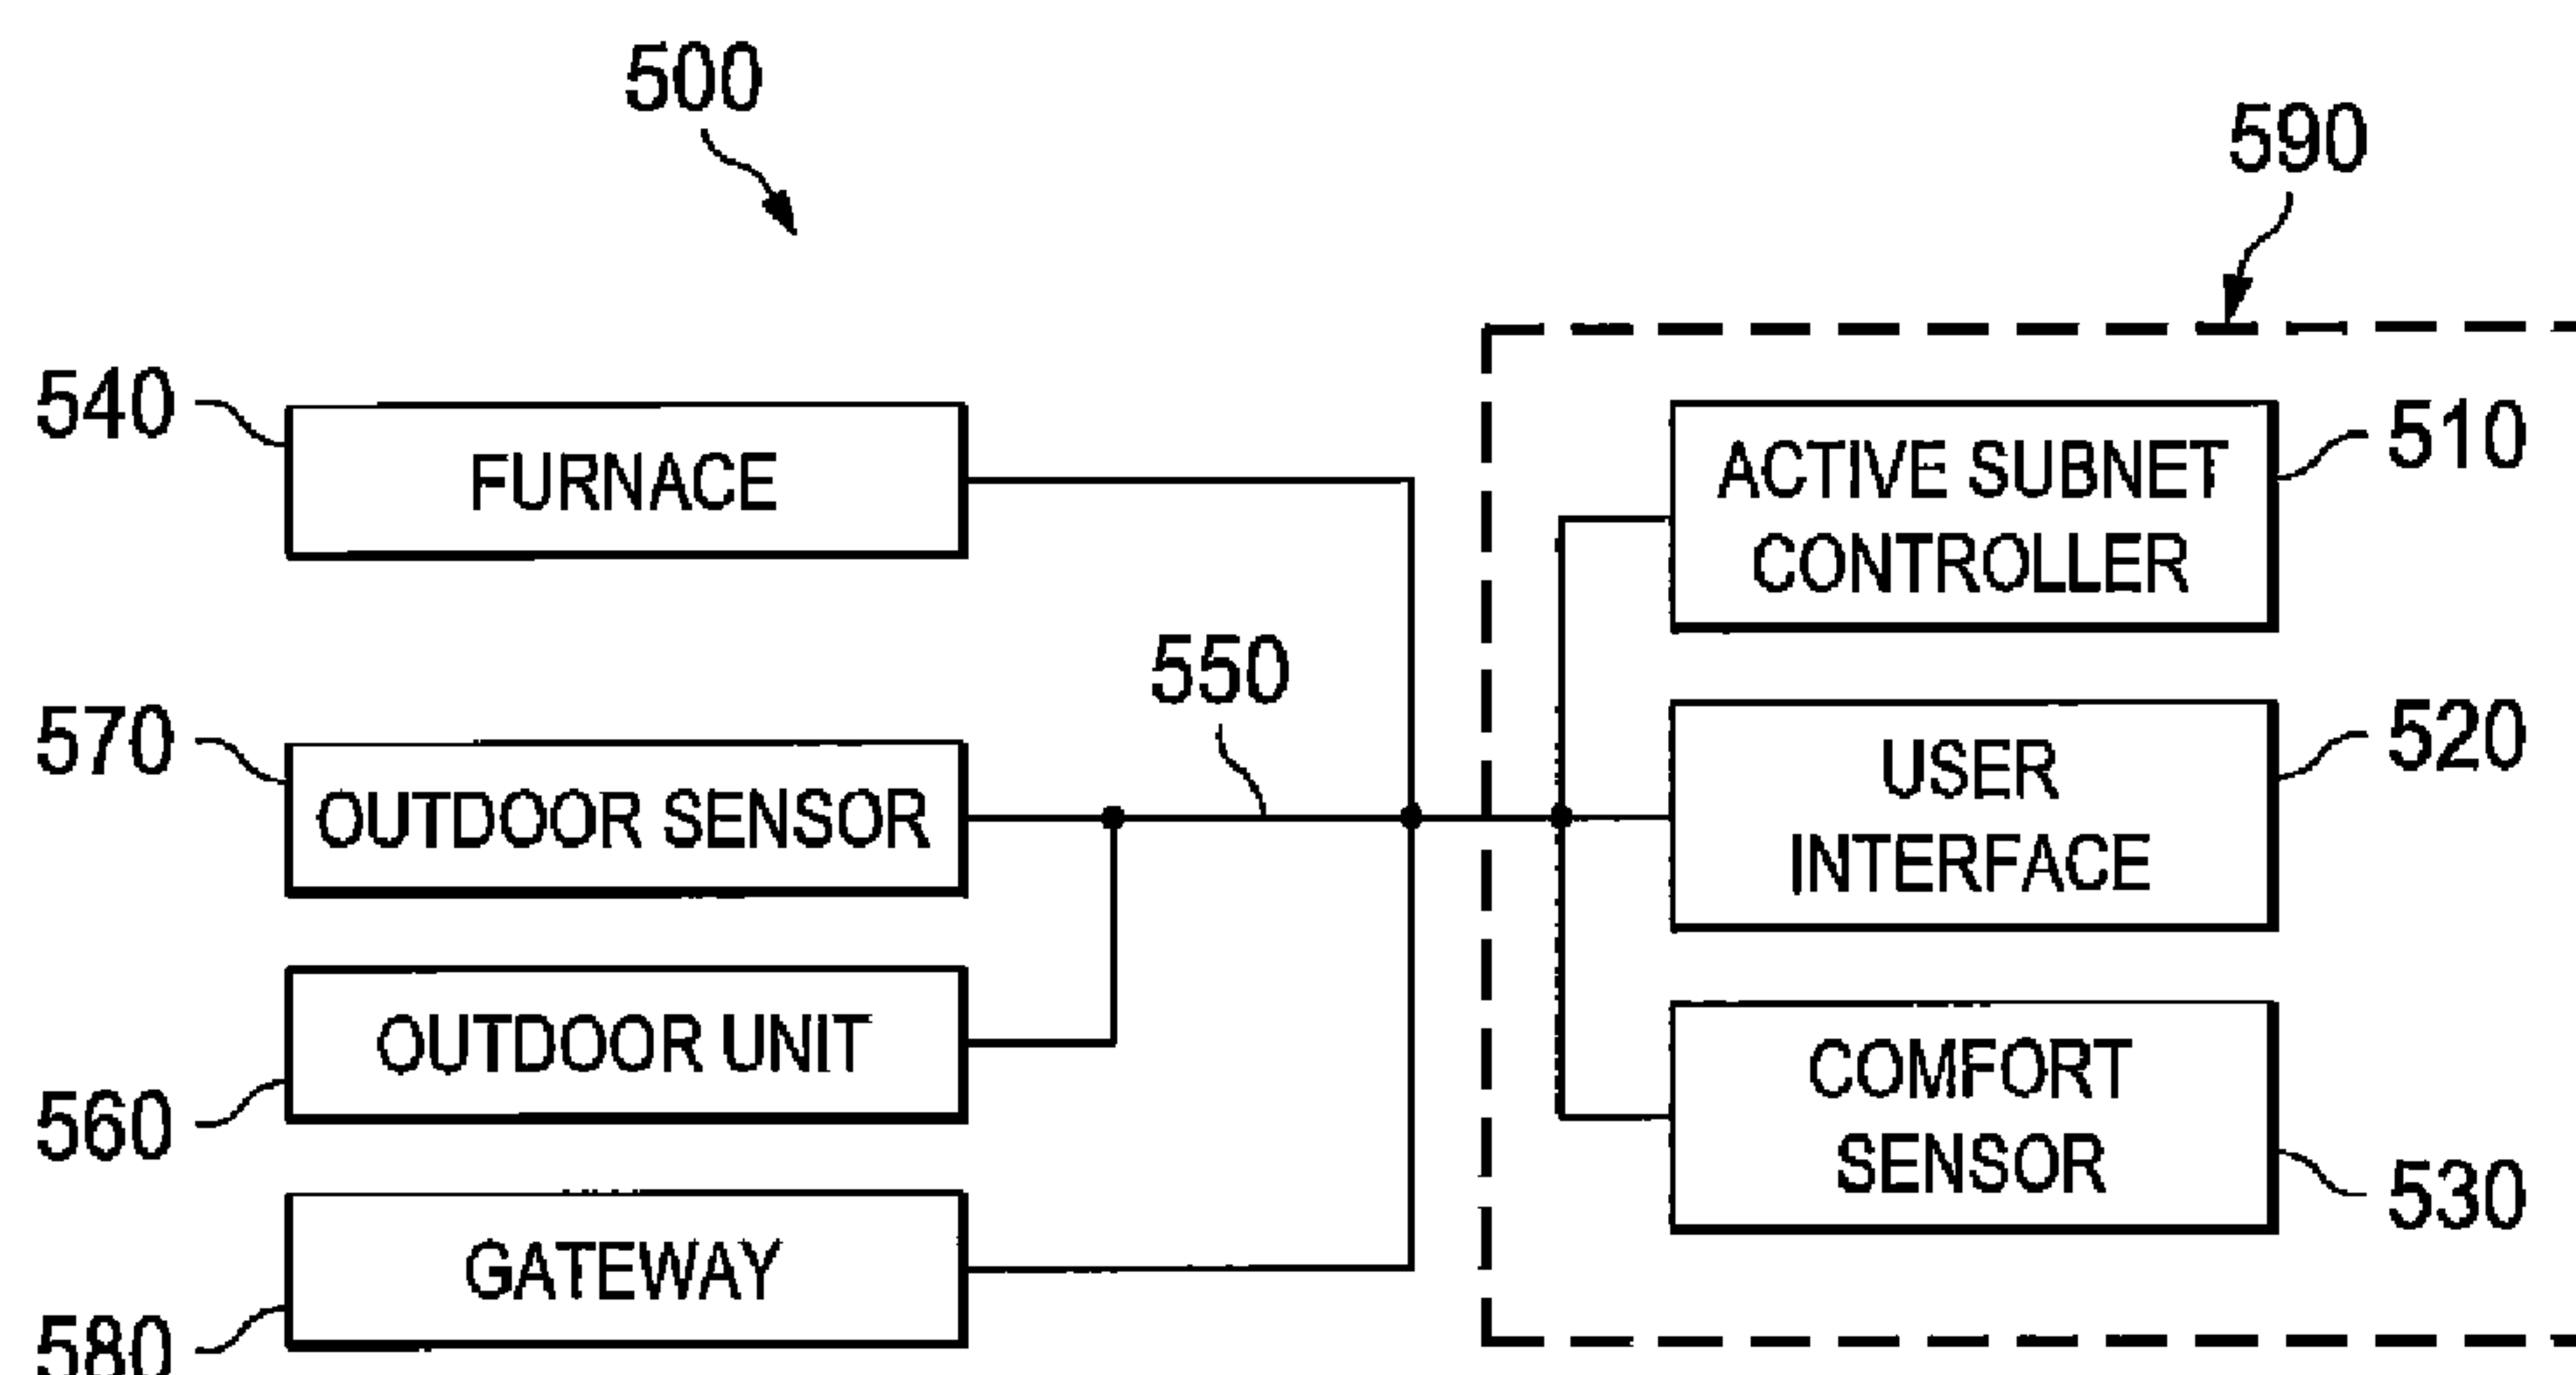 500
590
540
FURNACE
ACTIVE SUBNET
CONTROLLER
510
550
570
OUTDOOR SENSOR
USER
INTERFACE
520
560
OUTDOOR UNIT
COMFORT
SENSOR
530
580
GATEWAY